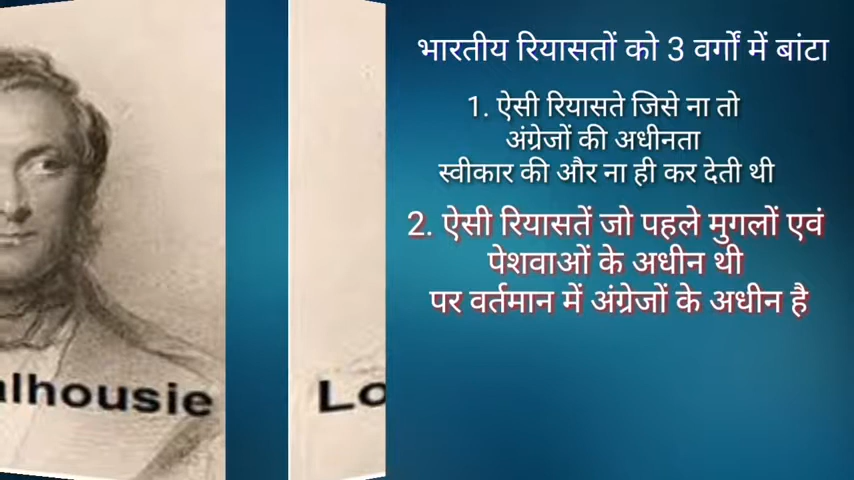 भारतीय रियासतों को 3 वर्गों में बांटा
1. ऐसी रियासते जिसे ना तो
अंग्रेजों की अधीनता
स्वीकार की और ना ही कर देती थी
2. ऐसी रियासतें जो पहले मुगलों एवं
पेशवाओं के अधीन थी
पर वर्तमान में अंग्रेजों के अधीन है
alhousie
Lo